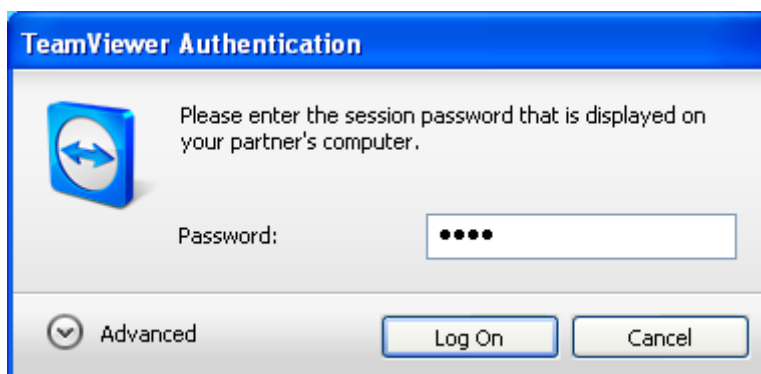 TeamViewer Authentication
Please enter the session password that is displayed on
your partner's computer.
Password: ••••
Advanced
Log On
Cancel